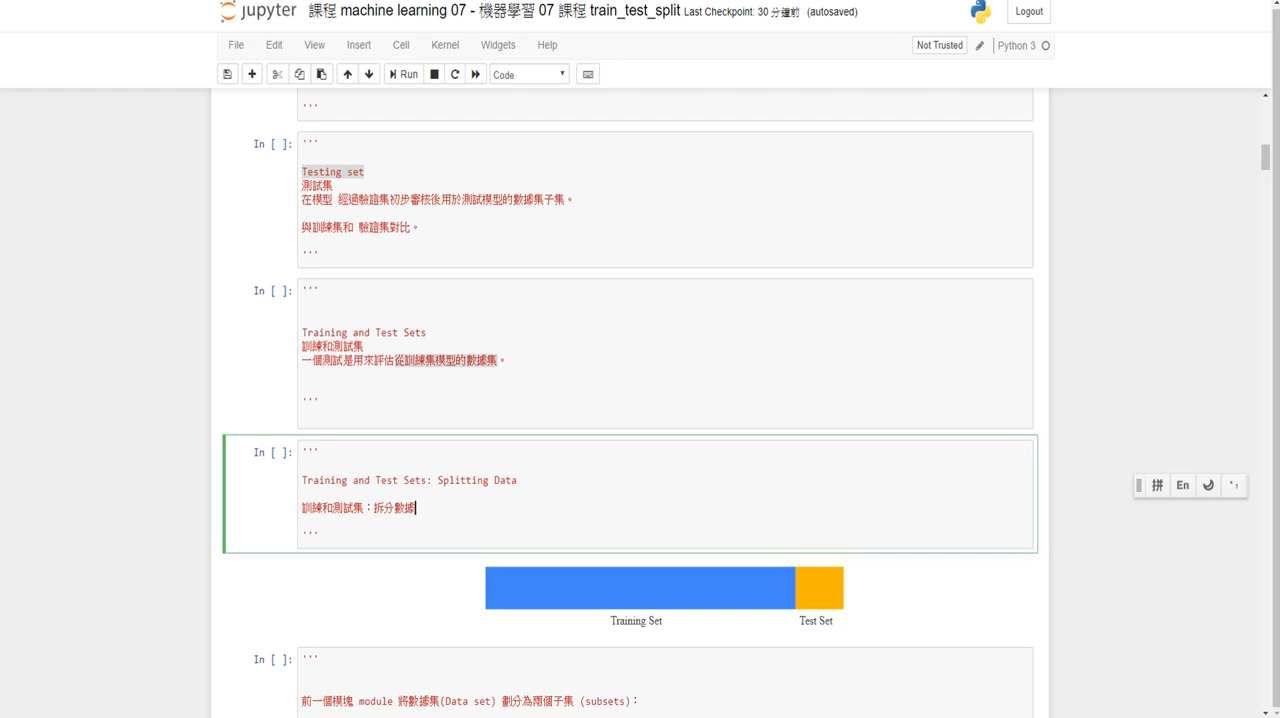 jupyter 課程 machine learning 07 - 機器學習 07 課程 train_test_split Last Checkpoint: 30 分鐘前 (autosaved)
Logout
File Edit View Insert Cell Kernel Widgets Help
Not Trusted Python 3
Run Code
'''
In [ ]: '''
Testing set
測試集
在模型 經過驗證集初步審核後用於測試模型的數據集子集。
與訓練集和 驗證集對比。
'''
In [ ]: '''
Training and Test Sets
訓練和測試集
一個測試是用來評估從訓練集模型的數據集。
'''
In [ ]: '''
Training and Test Sets: Splitting Data
訓練和測試集：拆分數據
'''
拼 En
Training Set Test Set
In [ ]: '''
前一個模塊 module 將數據集(Data set) 劃分為兩個子集 (subsets)：